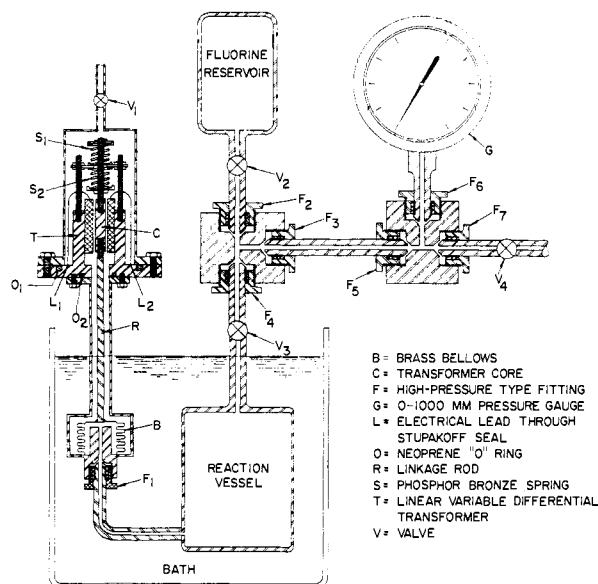 FLUORINE
RESERVOIR
V1
S1
S2
V2
G
F2
F6
F3
F7
T
C
O1
L1
O2
L2
F5
V4
F4
R
V3
B
REACTION
VESSEL
F1
BATH
B = BRASS BELLOWS
C = TRANSFORMER CORE
F = HIGH-PRESSURE TYPE FITTING
G = 0-1000 MM PRESSURE GAUGE
L = ELECTRICAL LEAD THROUGH
STUPAKOFF SEAL
O = NEOPRENE "O" RING
R = LINKAGE ROD
S = PHOSPHOR BRONZE SPRING
T = LINEAR VARIABLE DIFFERENTIAL
TRANSFORMER
V = VALVE